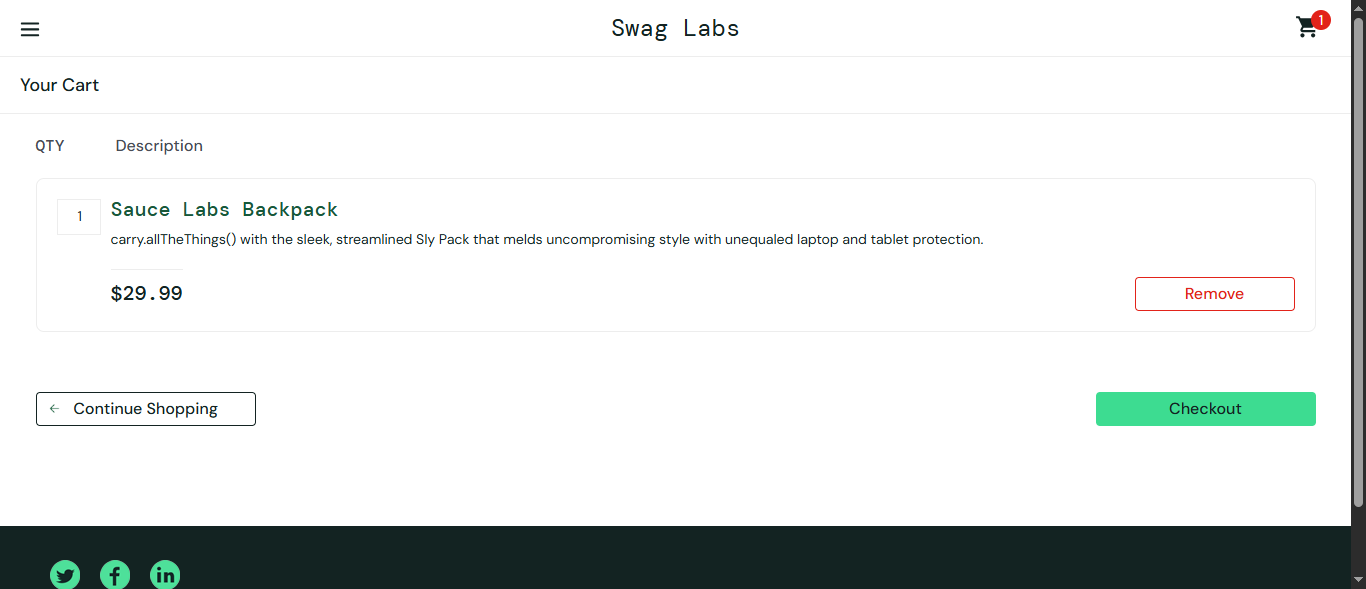 Swag Labs
1
Your Cart
QTY Description
1
Sauce Labs Backpack
carry.allTheThings() with the sleek, streamlined Sly Pack that melds uncompromising style with unequaled laptop and tablet protection.
$29.99
Remove
Continue Shopping
Checkout